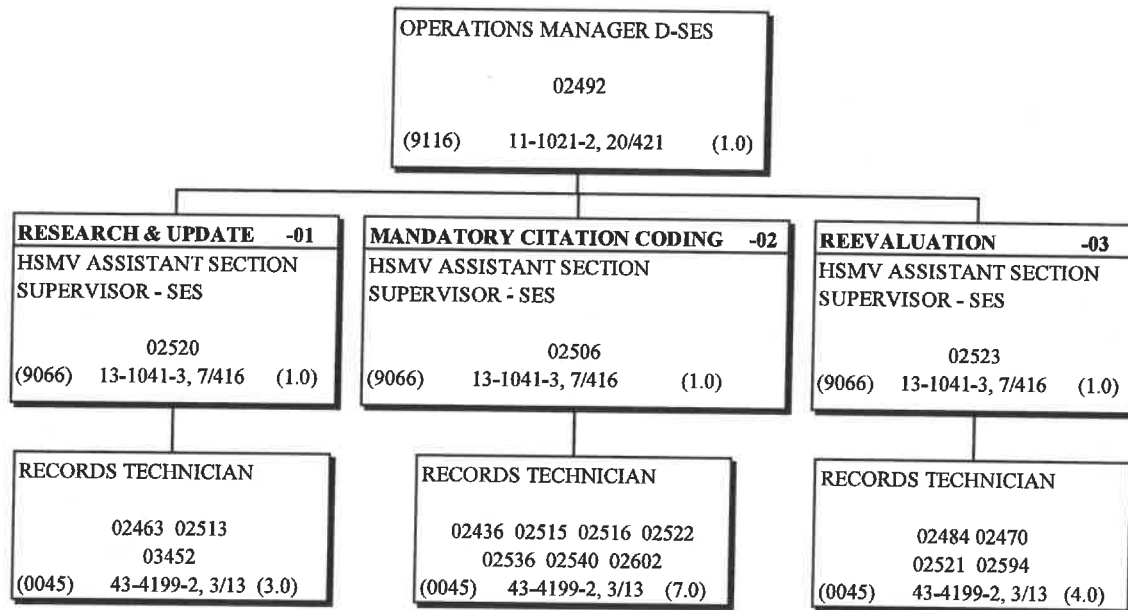 OPERATIONS MANAGER D-SES
02492
(9116) 11-1021-2, 20/421 (1.0)
RESEARCH & UPDATE -01
HSMV ASSISTANT SECTION
SUPERVISOR - SES
02520
(9066) 13-1041-3, 7/416 (1.0)
MANDATORY CITATION CODING -02
HSMV ASSISTANT SECTION
SUPERVISOR - SES
02506
(9066) 13-1041-3, 7/416 (1.0)
REEVALUATION -03
HSMV ASSISTANT SECTION
SUPERVISOR - SES
02523
(9066) 13-1041-3, 7/416 (1.0)
RECORDS TECHNICIAN
02463 02513
03452
(0045) 43-4199-2, 3/13 (3.0)
RECORDS TECHNICIAN
02436 02515 02516 02522
02536 02540 02602
(0045) 43-4199-2, 3/13 (7.0)
RECORDS TECHNICIAN
02484 02470
02521 02594
(0045) 43-4199-2, 3/13 (4.0)